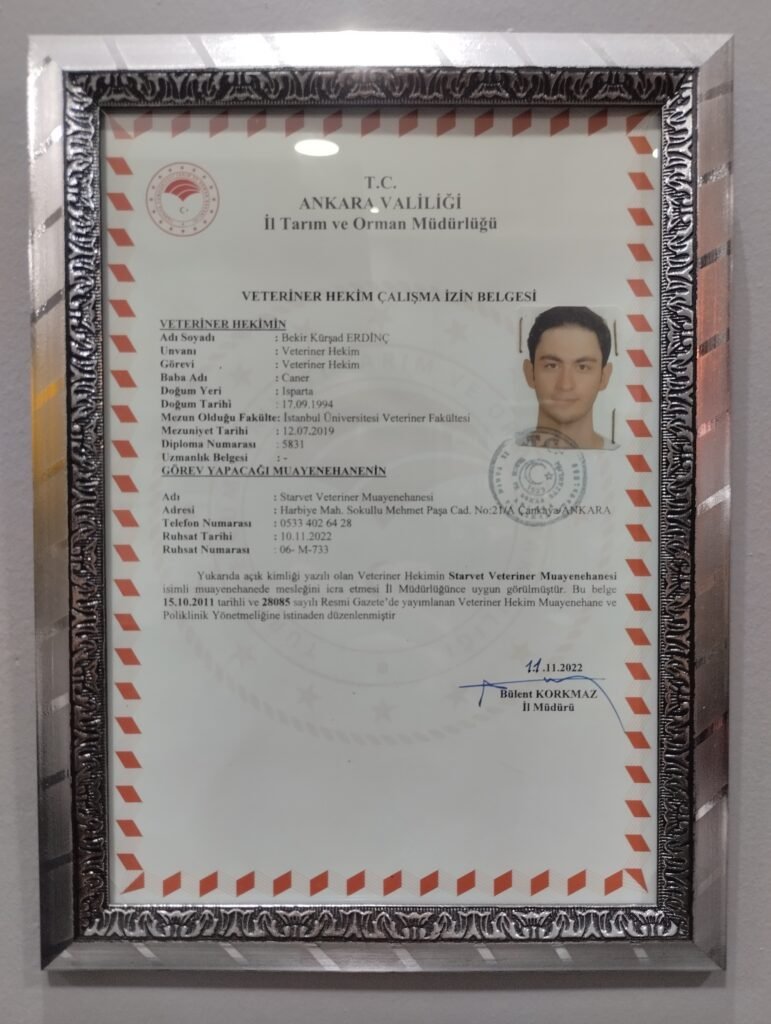 T.C.
ANKARA VALİLİĞİ
İl Tarım ve Orman Müdürlüğü
VETERİNER HEKİM ÇALIŞMA İZİN BELGESİ
VETERİNER HEKİMİN
Adı Soyadı : Bekir Kürşad ERDİNÇ
Unvanı : Veteriner Hekim
Görevi : Veteriner Hekim
Baba Adı : Caner
Doğum Yeri : Isparta
Doğum Tarihi : 17.09.1994
Mezun Olduğu Fakülte: İstanbul Üniversitesi Veteriner Fakültesi
Mezuniyet Tarihi : 12.07.2019
Diploma Numarası : 5831
Uzmanlık Belgesi : -
GÖREV YAPACAĞI MUAYENEHANENİN
Adı : Starvet Veteriner Muayenehanesi
Adresi : Harbiye Mah. Sokullu Mehmet Paşa Cad. No:21/A Çankaya/ANKARA
Telefon Numarası : 0533 402 64 28
Ruhsat Tarihi : 10.11.2022
Ruhsat Numarası : 06- M-733
Yukarıda açık kimliği yazılı olan Veteriner Hekimin Starvet Veteriner Muayenehanesi
isimli muayenehanede mesleğini icra etmesi İl Müdürlüğünce uygun görülmüştür. Bu belge
15.10.2011 tarihli ve 28085 sayılı Resmi Gazete'de yayımlanan Veteriner Hekim Muayenehane ve
Poliklinik Yönetmeliğine istinaden düzenlenmiştir
11.11.2022
Bülent KORKMAZ
İl Müdürü